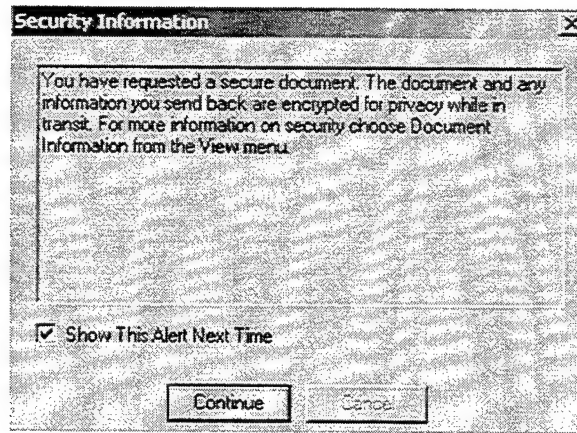 Security Information
You have requested a secure document. The document and any
information you send back are encrypted for privacy while in
transit. For more information on security choose Document
Information from the View menu.
Show This Alert Next Time
Continue
Cancel